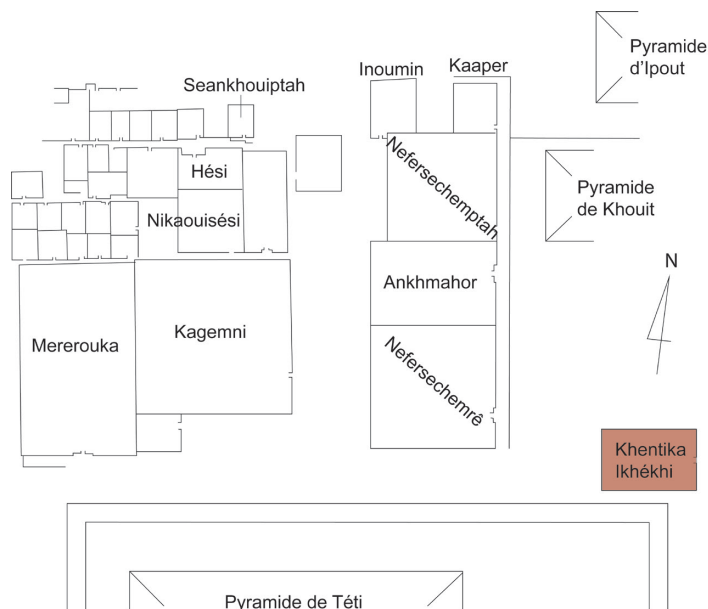 Pyramide
d'Ipout
Inoumin
Kaaper
Seankhouiptah
Nefersechemptah
Hési
Pyramide
de Khouit
Nikaouisési
N
Ankhmahor
Mererouka
Kagemni
Nefersechemrê
Khentika
Ikhékhi
Pyramide de Téti